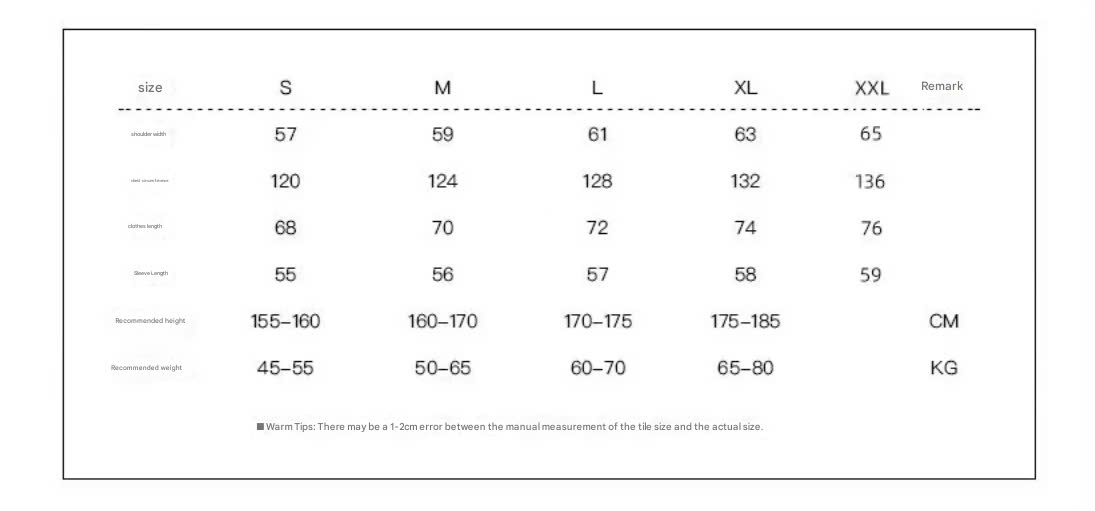 size S M L XL XXL Remark
shoulder width 57 59 61 63 65
120 124 128 132 136
clothes length 68 70 72 74 76
Sleeve Length 55 56 57 58 59
Recommended height 155–160 160–170 170–175 175–185 CM
Recommended weight 45–55 50–65 60–70 65–80 KG
■ Warm Tips: There may be a 1-2cm error between the manual measurement of the tile size and the actual size.